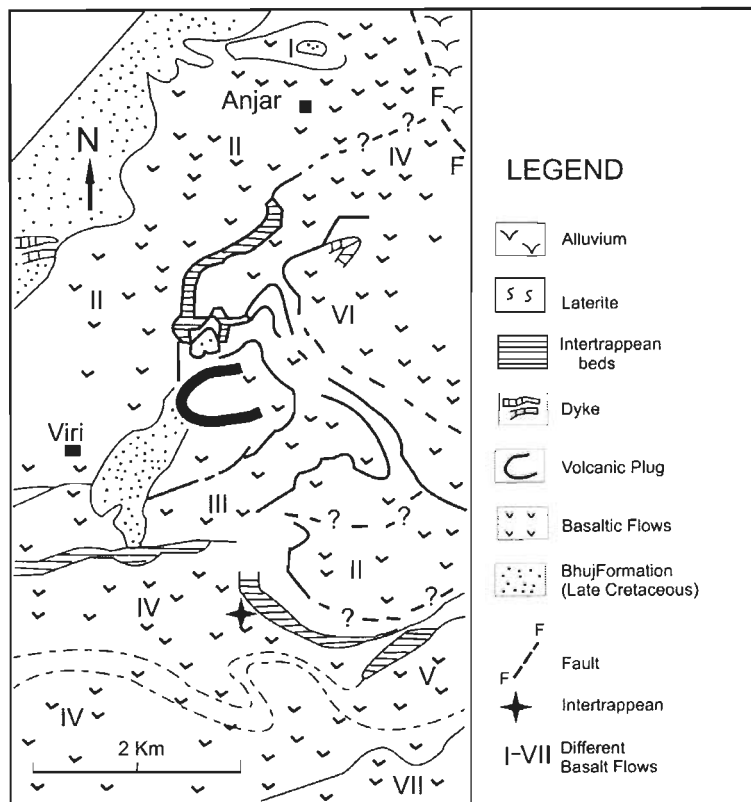 I
Anjar
F
?
?
II
IV
F
N
II
VI
Viri
III
?
?
II
IV
?
?
V
IV
2 Km
VII
LEGEND
Alluvium
Laterite
Intertrappean
beds
Dyke
Volcanic Plug
Basaltic Flows
BhujFormation
(Late Cretaceous)
F
F
Fault
Intertrappean
I-VII
Different
Basalt Flows